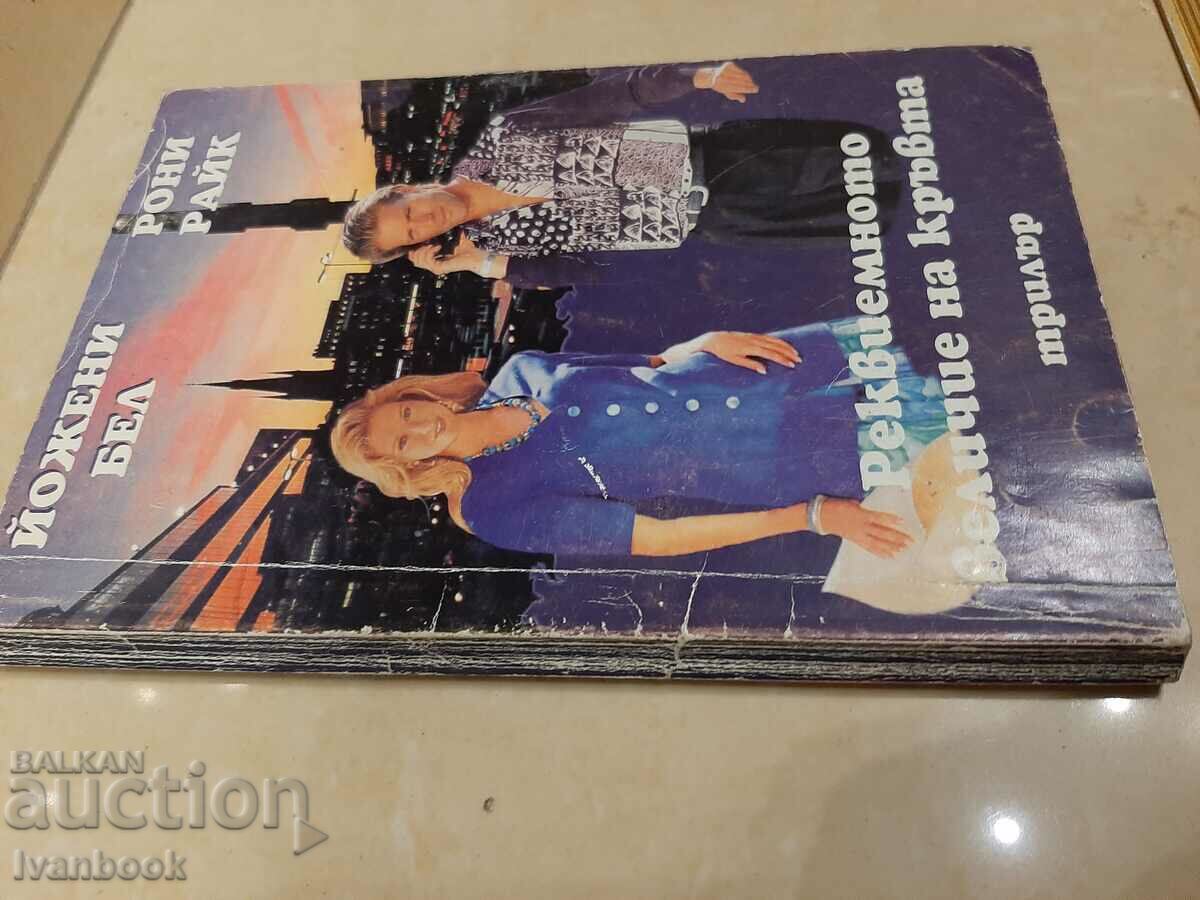 ЙОЖЕНИ
БЕЛ
РОНИ
РАЙК
Реквиемното
величие на кръвта
трилър
BALKAN
auction
Ivanbook